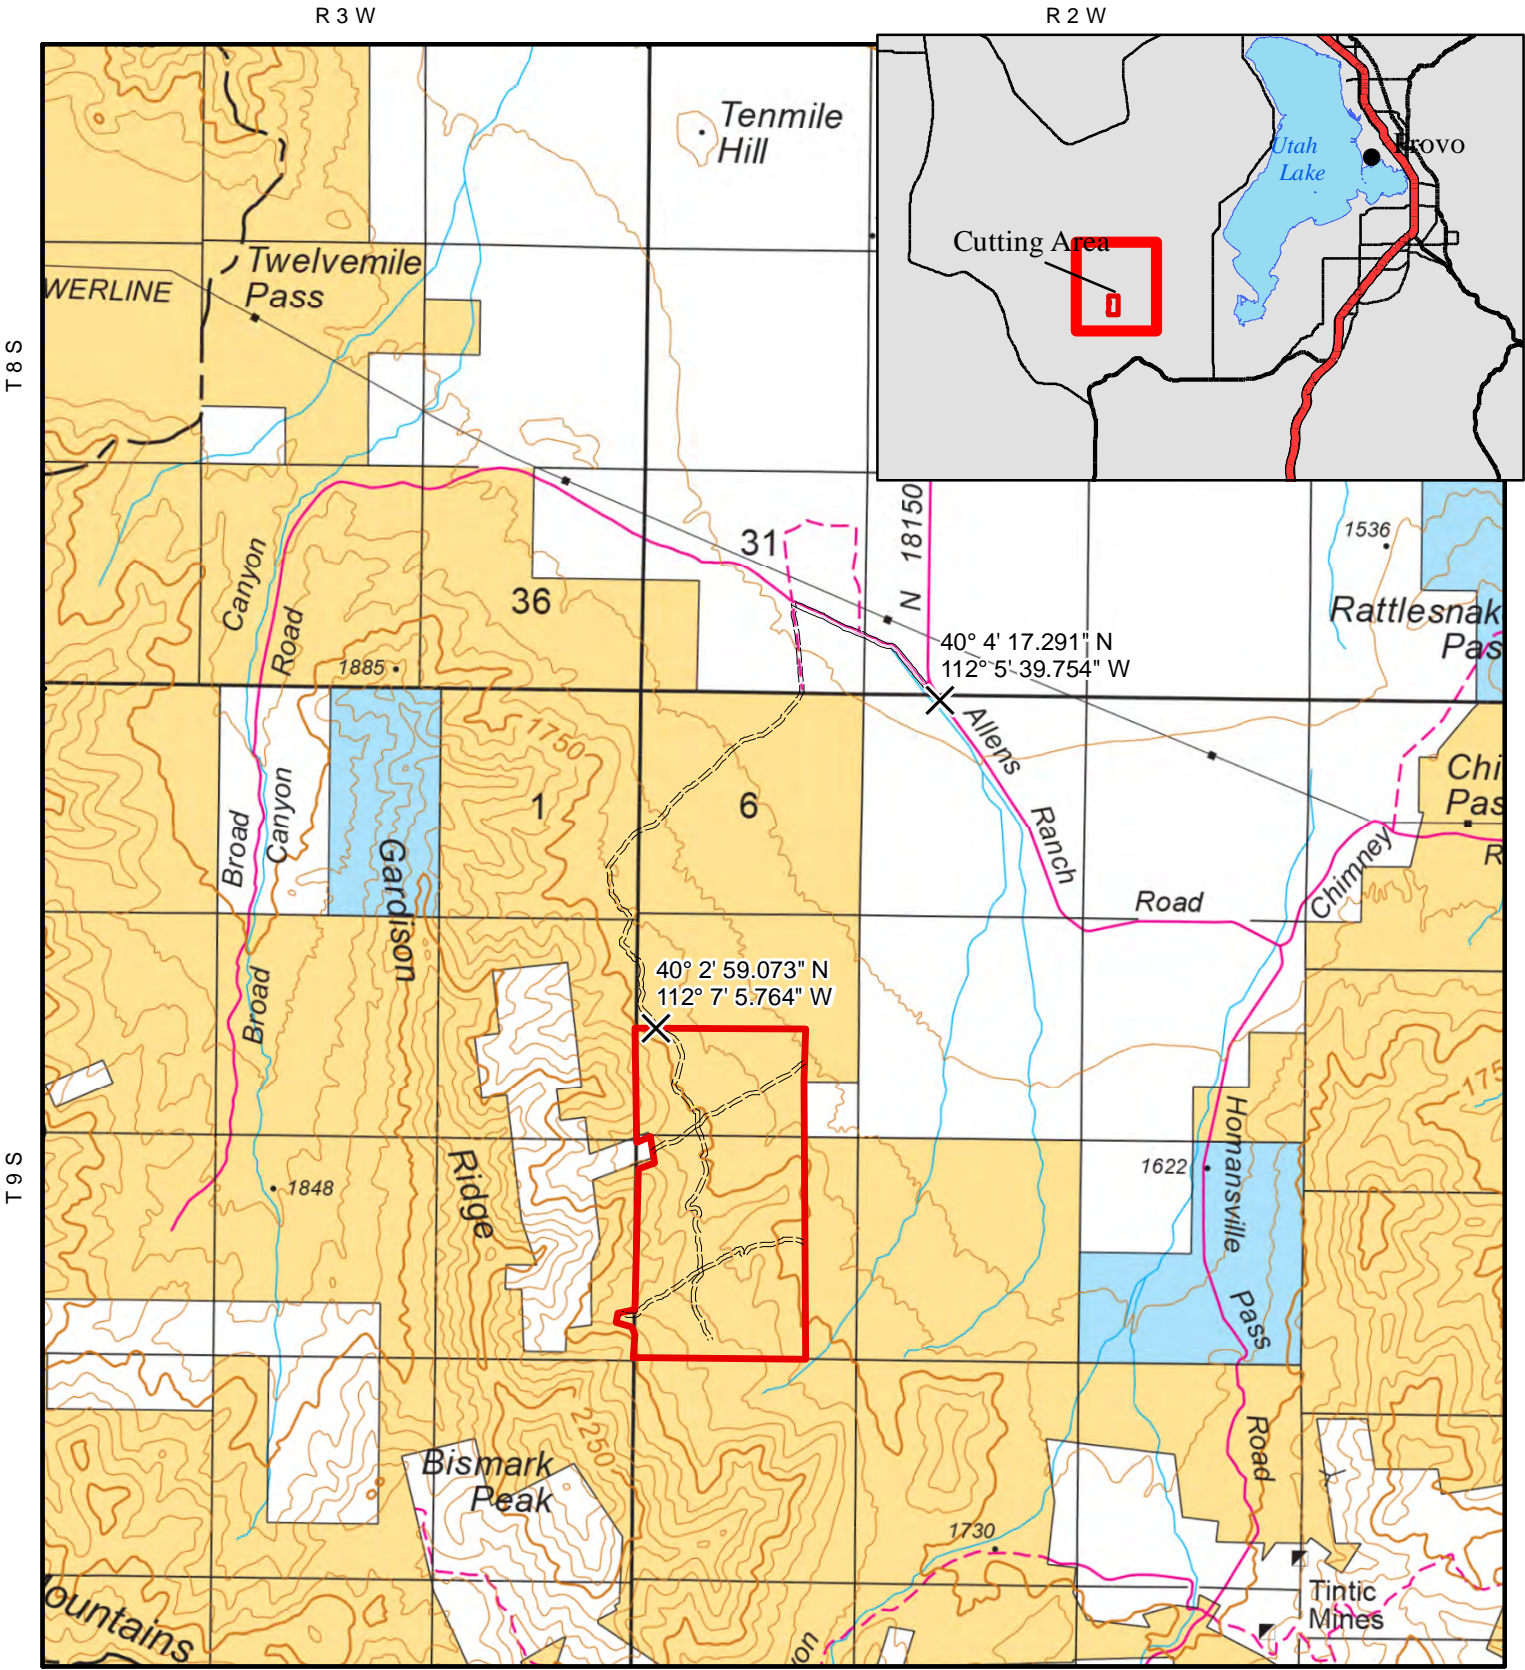 R 3 W
R 2 W
T 8 S
T 9 S
Tenmile
Hill
Utah
Lake
Provo
Cutting Area
Twelvemile
Pass
WERLINE
31
36
N 18150
1536
Rattlesnak
Pas
Canyon
Road
1885
40° 4' 17.291" N
112° 5' 39.754" W
Allens
Ranch
Road
Chimney
Chi
Pas
R
1750
1
6
Broad
Canyon
Gardison
Ridge
Broad
40° 2' 59.073" N
112° 7' 5.764" W
175
1848
1622
Homansville
Pass
Road
2250
Bismark
Peak
1730
Tintic
Mines
ountains
yon